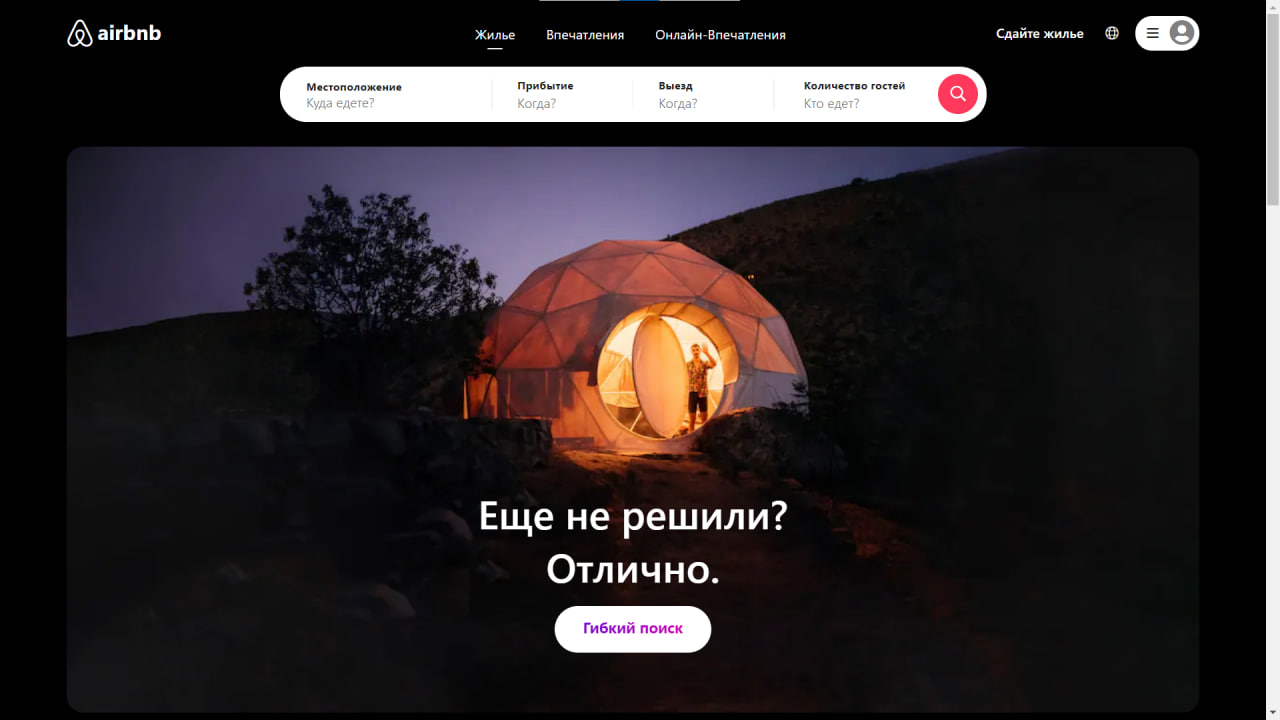 airbnb
Жилье Впечатления Онлайн-Впечатления
Сдайте жилье
Местоположение
Куда едете?
Прибытие
Когда?
Выезд
Когда?
Количество гостей
Кто едет?
Еще не решили?
Отлично.
Гибкий поиск